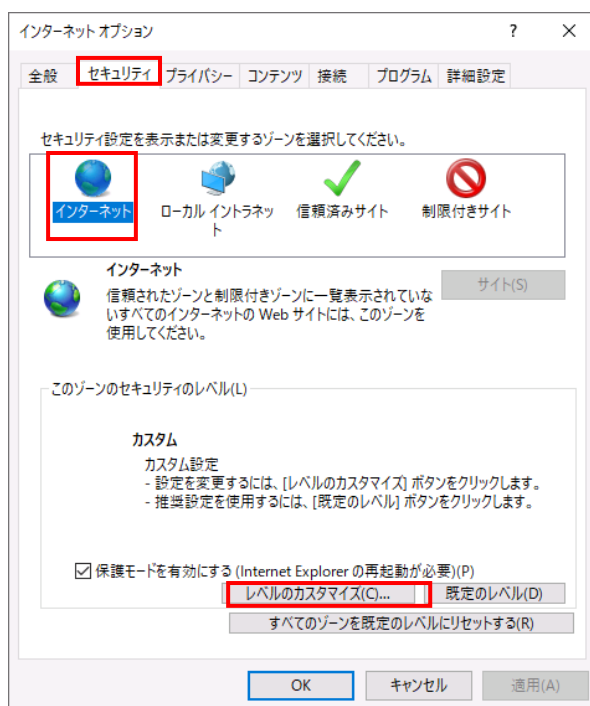 インターネット オプション ? ×
全般 セキュリティ プライバシー コンテンツ 接続 プログラム 詳細設定
セキュリティ設定を表示または変更するゾーンを選択してください。
インターネット
ローカル イントラネッ
ト
信頼済みサイト
制限付きサイト
インターネット
信頼されたゾーンと制限付きゾーンに一覧表示されていな
いすべてのインターネットの Web サイトには、このゾーンを
使用してください。
サイト(S)
このゾーンのセキュリティのレベル(L)
カスタム
カスタム設定
- 設定を変更するには、[レベルのカスタマイズ] ボタンをクリックします。
- 推奨設定を使用するには、[既定のレベル] ボタンをクリックします。
保護モードを有効にする (Internet Explorer の再起動が必要)(P)
レベルのカスタマイズ(C)... 既定のレベル(D)
すべてのゾーンを既定のレベルにリセットする(R)
OK キャンセル 適用(A)